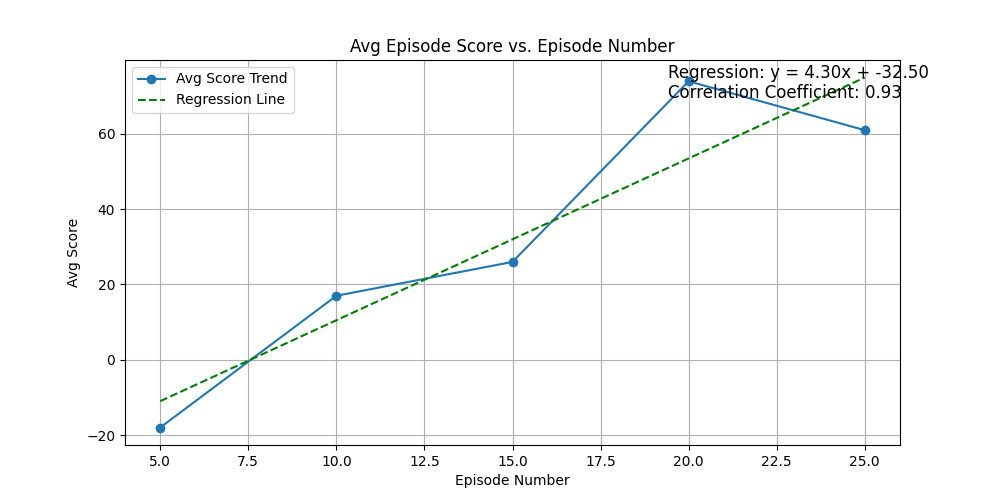 Avg Episode Score vs. Episode Number
Avg Score Trend
Regression Line
Regression: y = 4.30x + -32.50
Correlation Coefficient: 0.93
Avg Score
60
40
20
0
−20
5.0 7.5 10.0 12.5 15.0 17.5 20.0 22.5 25.0
Episode Number